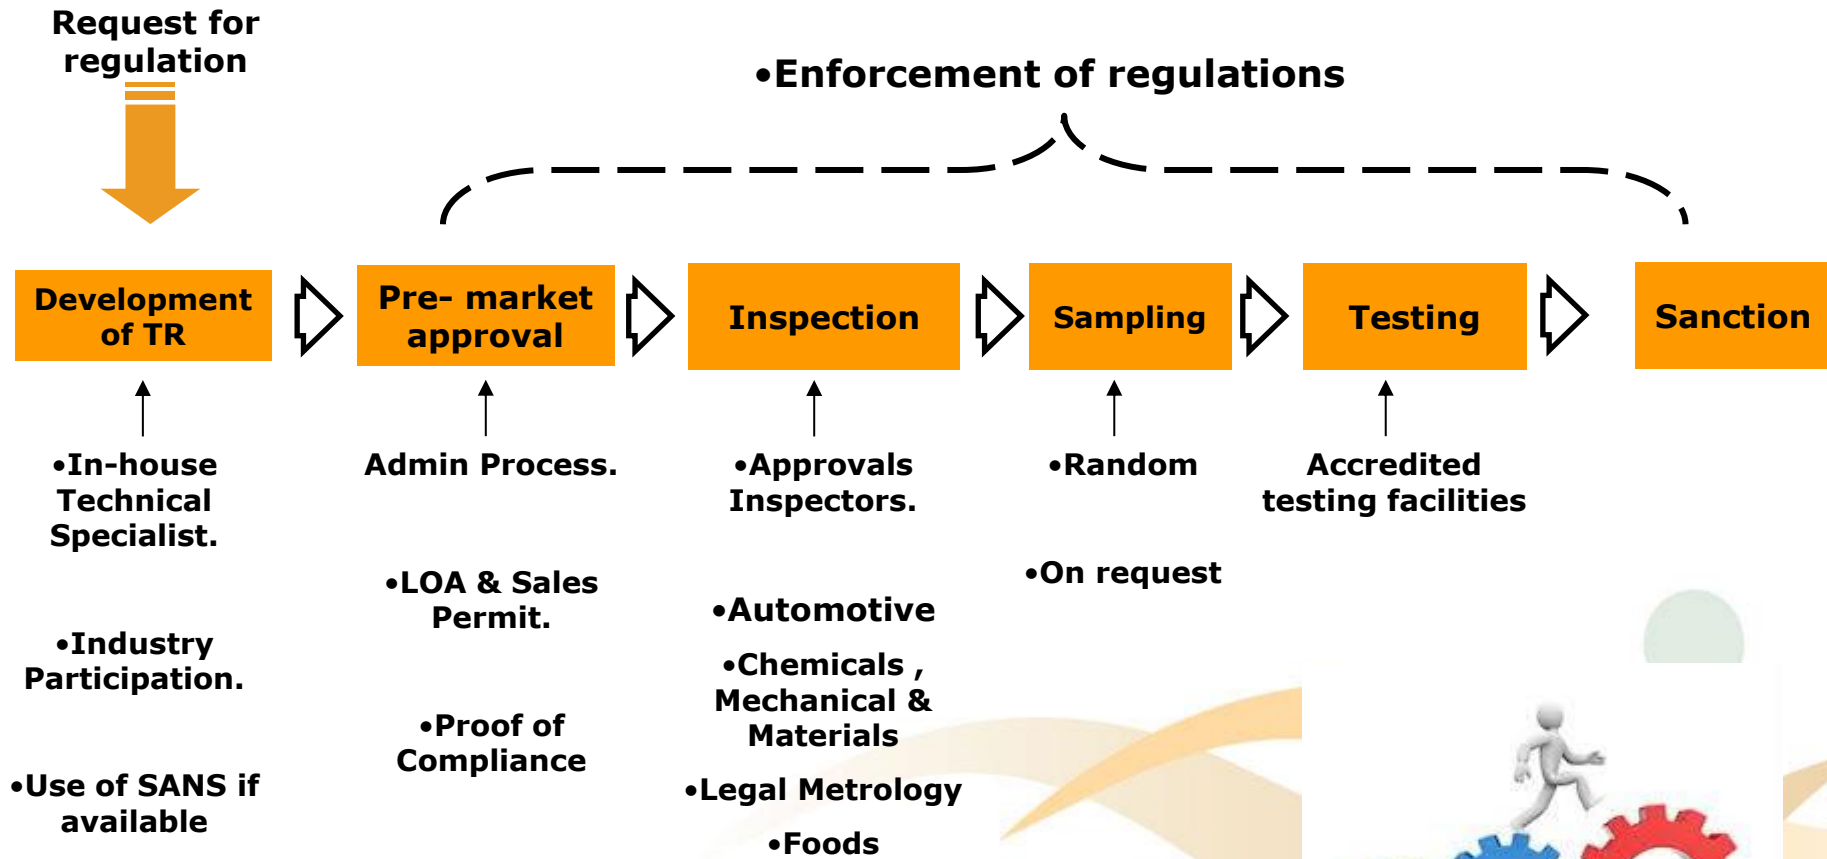 Request for
regulation
•Enforcement of regulations
Development
of TR
Pre- market
approval
Inspection
Sampling
Testing
Sanction
•In-house
Technical
Specialist.
•Industry
Participation.
•Use of SANS if
available
Admin Process.
•LOA & Sales
Permit.
•Proof of
Compliance
•Approvals
Inspectors.
•Automotive
•Chemicals ,
Mechanical &
Materials
•Legal Metrology
•Foods
•Random
•On request
Accredited
testing facilities